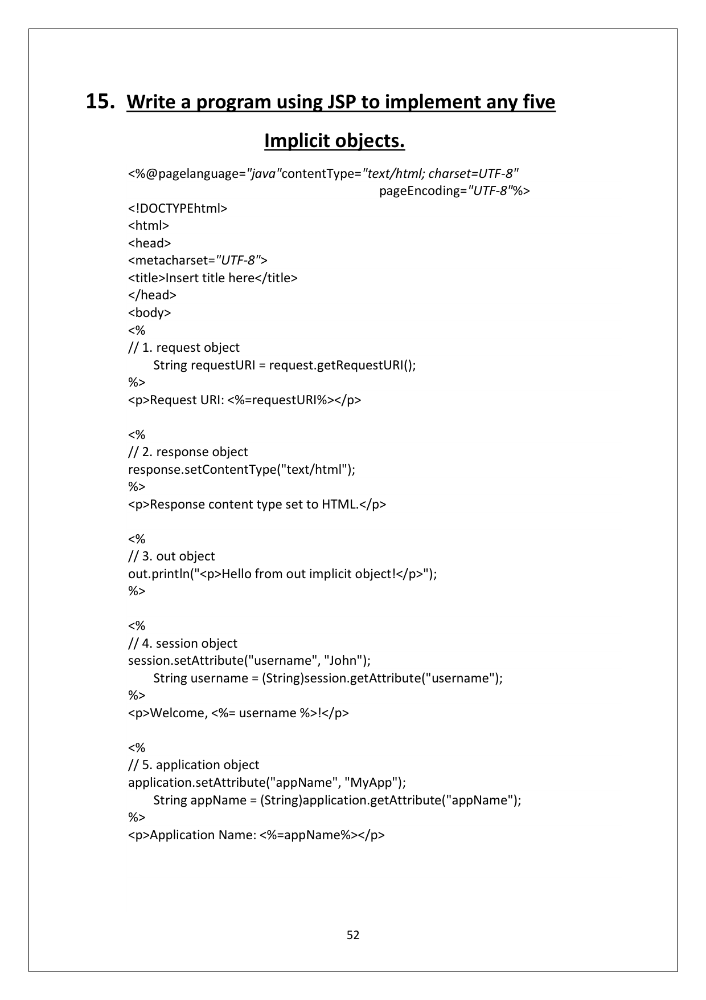 15. Write a program using JSP to implement any five
Implicit objects.
<%@pagelanguage="java"contentType="text/html; charset=UTF-8"
pageEncoding="UTF-8"%>
<!DOCTYPEhtml>
<html>
<head>
<metacharset="UTF-8">
<title>Insert title here</title>
</head>
<body>
<%
// 1. request object
String requestURI = request.getRequestURI();
%>
<p>Request URI: <%=requestURI%></p>
<%
// 2. response object
response.setContentType("text/html");
%>
<p>Response content type set to HTML.</p>
<%
// 3. out object
out.println("<p>Hello from out implicit object!</p>");
%>
<%
// 4. session object
session.setAttribute("username", "John");
String username = (String)session.getAttribute("username");
%>
<p>Welcome, <%= username %>!</p>
<%
// 5. application object
application.setAttribute("appName", "MyApp");
String appName = (String)application.getAttribute("appName");
%>
<p>Application Name: <%=appName%></p>
52